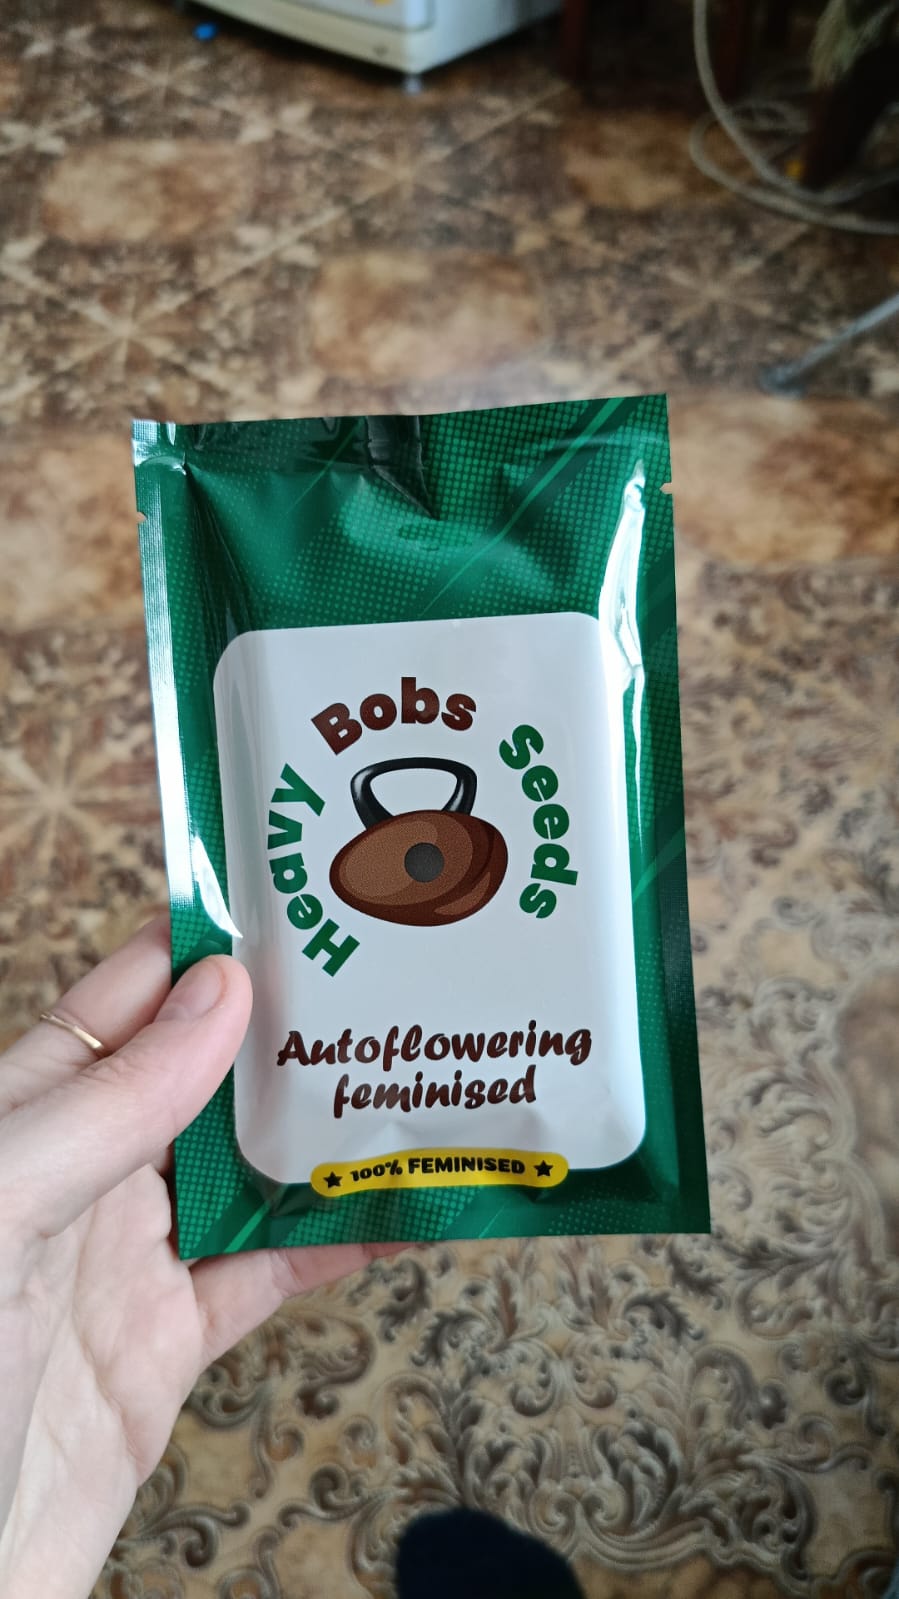 Heavy Bobs Seeds
Autoflowering
feminised
★ 100% FEMINISED ★